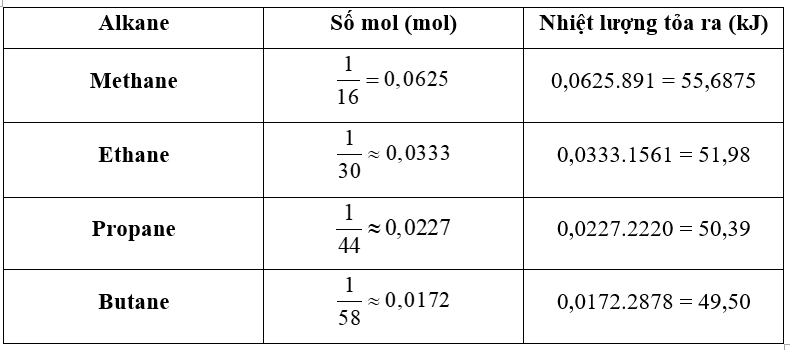 Alkane Số mol (mol) Nhiệt lượng tỏa ra (kJ)
Methane 1/16 = 0,0625 0,0625.891 = 55,6875
Ethane 1/30 ≈ 0,0333 0,0333.1561 = 51,98
Propane 1/44 ≈ 0,0227 0,0227.2220 = 50,39
Butane 1/58 ≈ 0,0172 0,0172.2878 = 49,50